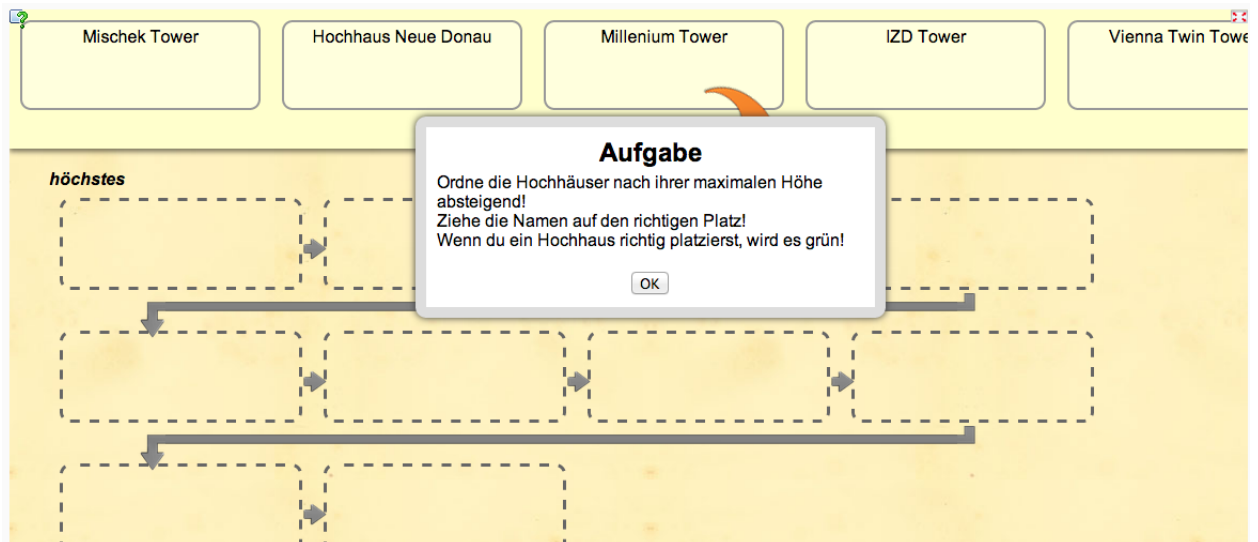 Mischek Tower
Hochhaus Neue Donau
Millenium Tower
IZD Tower
Vienna Twin Towe
Aufgabe
Ordne die Hochhäuser nach ihrer maximalen Höhe
absteigend!
Ziehe die Namen auf den richtigen Platz!
Wenn du ein Hochhaus richtig platzierst, wird es grün!
OK
höchstes